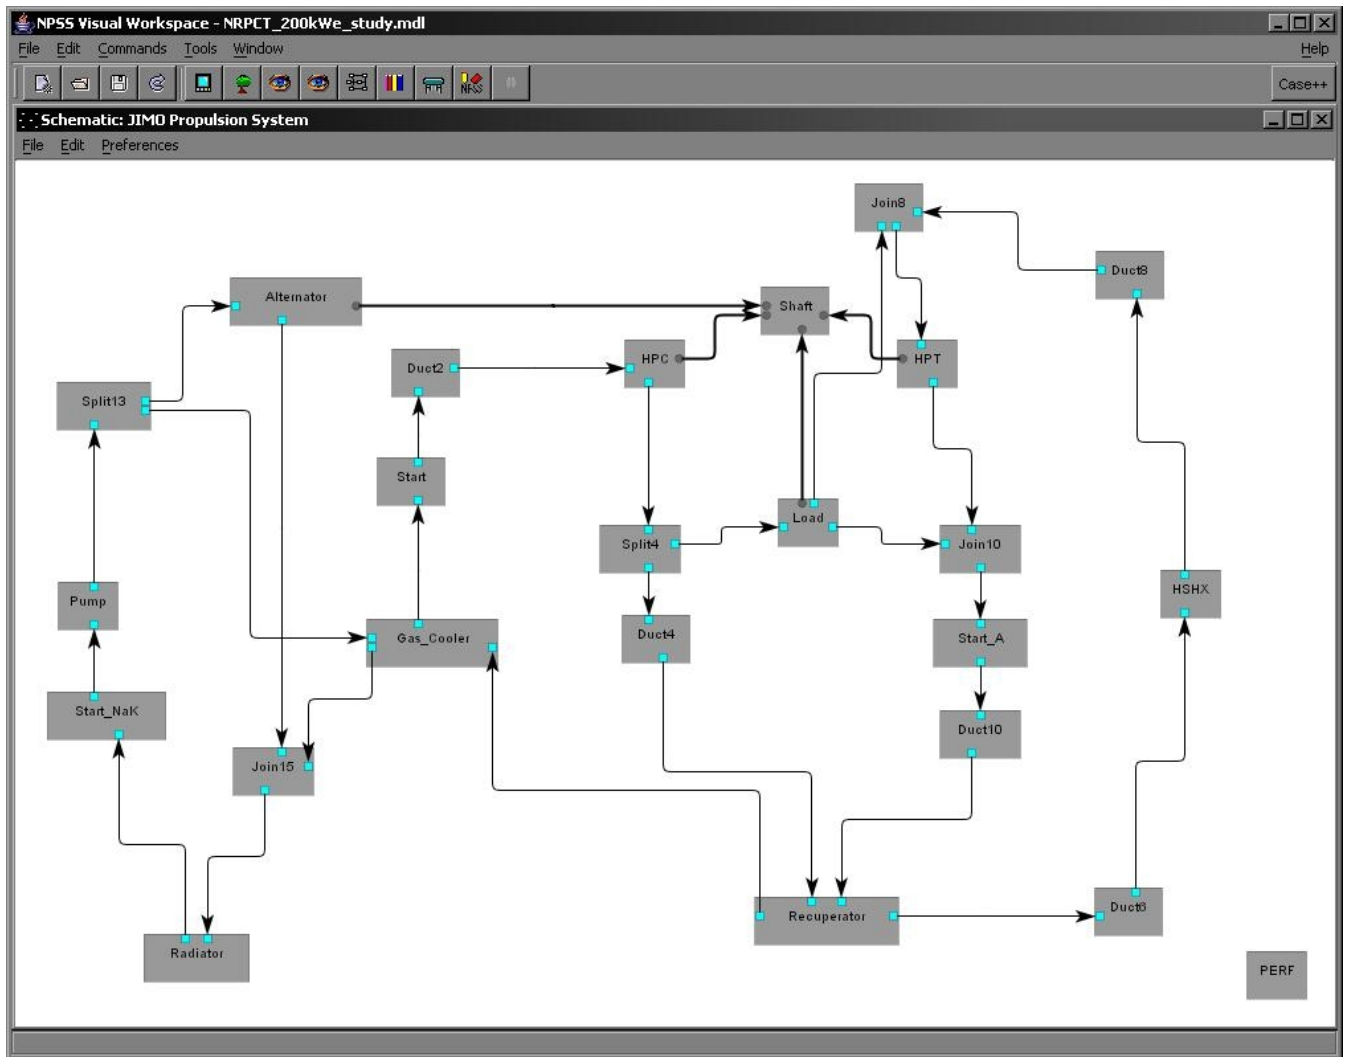 NPSS Visual Workspace - NRPCT_200kWe_study.mdl
File Edit Commands Tools Window Help
NPSS Case++
Schematic: JIMO Propulsion System
File Edit Preferences
Join8
Duct8
Alternator
Shaft
HPC
HPT
Duct2
Split13
Start
Load
Split4
Join10
HSHX
Pump
Duct4
Gas_Cooler
Start_A
Start_NaK
Duct10
Join15
Duct6
Recuperator
Radiator
PERF